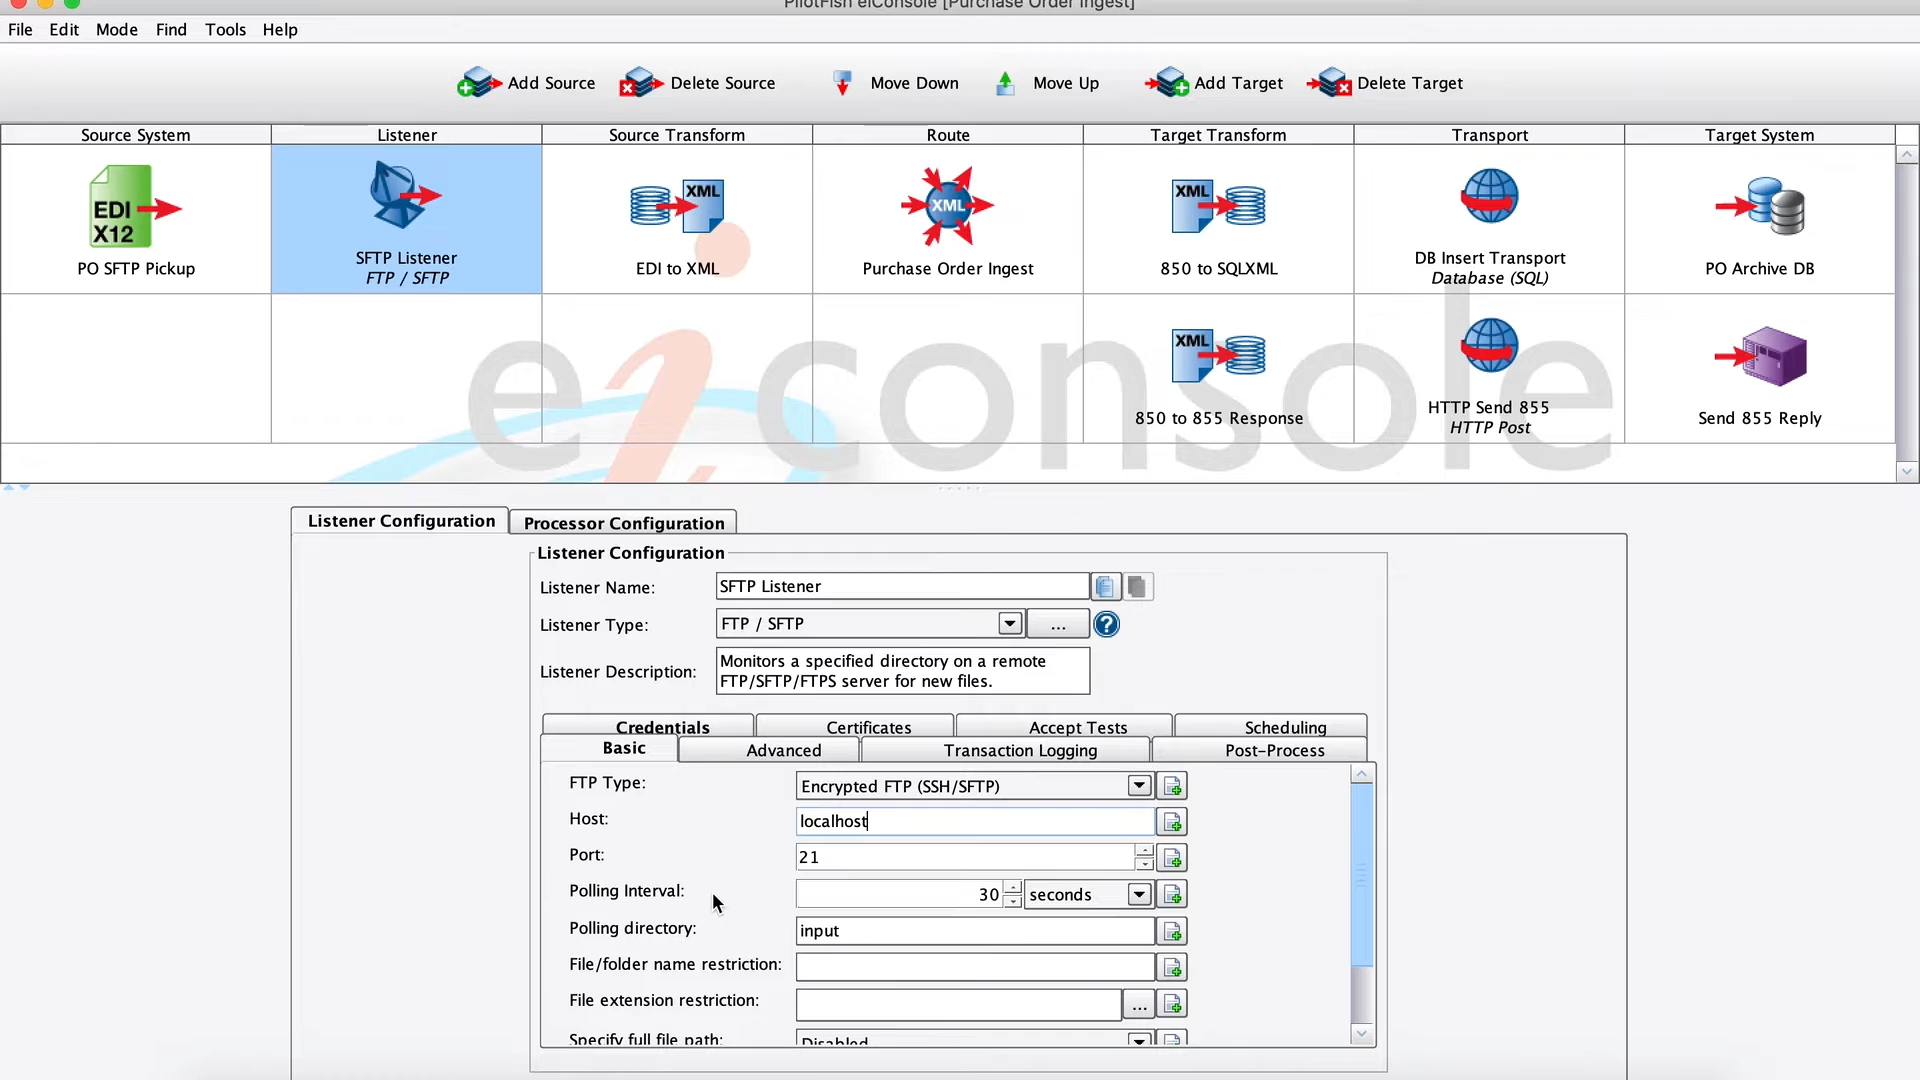 PilotFish eiConsole [Purchase Order Ingest]
File Edit Mode Find Tools Help
Add Source Delete Source Move Down Move Up Add Target Delete Target
Source System Listener Source Transform Route Target Transform Transport Target System
EDI
X12
PO SFTP Pickup
SFTP Listener
FTP / SFTP
XML
EDI to XML
XML
Purchase Order Ingest
XML
850 to SQLXML
DB Insert Transport
Database (SQL)
PO Archive DB
XML
850 to 855 Response
HTTP Send 855
HTTP Post
Send 855 Reply
eiconsole
Listener Configuration Processor Configuration
Listener Configuration
Listener Name: SFTP Listener
Listener Type: FTP / SFTP ... ?
Listener Description: Monitors a specified directory on a remote
FTP/SFTP/FTPS server for new files.
Credentials Certificates Accept Tests Scheduling
Basic Advanced Transaction Logging Post-Process
FTP Type: Encrypted FTP (SSH/SFTP)
Host: localhost
Port: 21
Polling Interval: 30 seconds
Polling directory: input
File/folder name restriction:
File extension restriction: ...
Specify full file path: Disabled